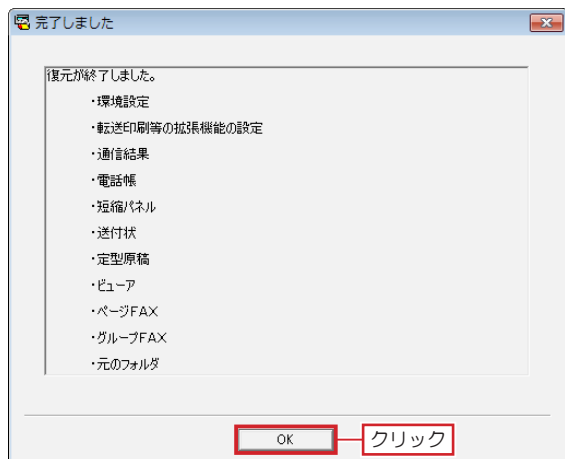 完了しました
復元が終了しました。
・環境設定
・転送印刷等の拡張機能の設定
・通信結果
・電話帳
・短縮パネル
・送付状
・定型原稿
・ビューア
・ページFAX
・グループFAX
・元のフォルダ
OK
クリック